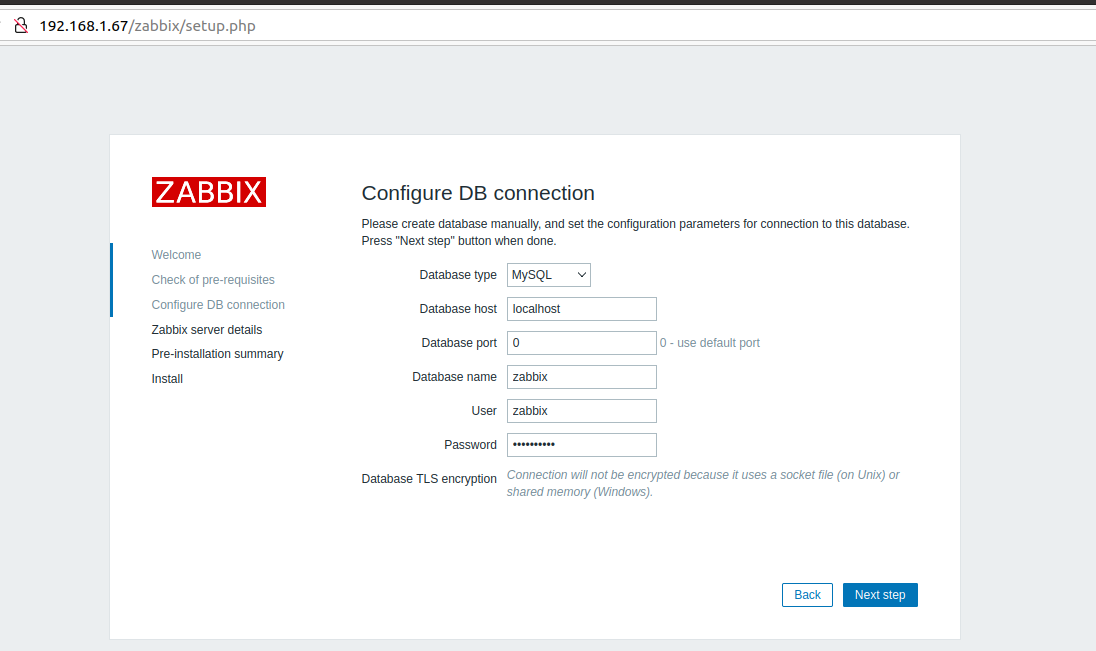 192.168.1.67/zabbix/setup.php
ZABBIX
Welcome
Check of pre-requisites
Configure DB connection
Zabbix server details
Pre-installation summary
Install
Configure DB connection
Please create database manually, and set the configuration parameters for connection to this database.
Press "Next step" button when done.
Database type MySQL
Database host localhost
Database port 0 0 - use default port
Database name zabbix
User zabbix
Password ••••••••••
Database TLS encryption Connection will not be encrypted because it uses a socket file (on Unix) or
shared memory (Windows).
Back Next step